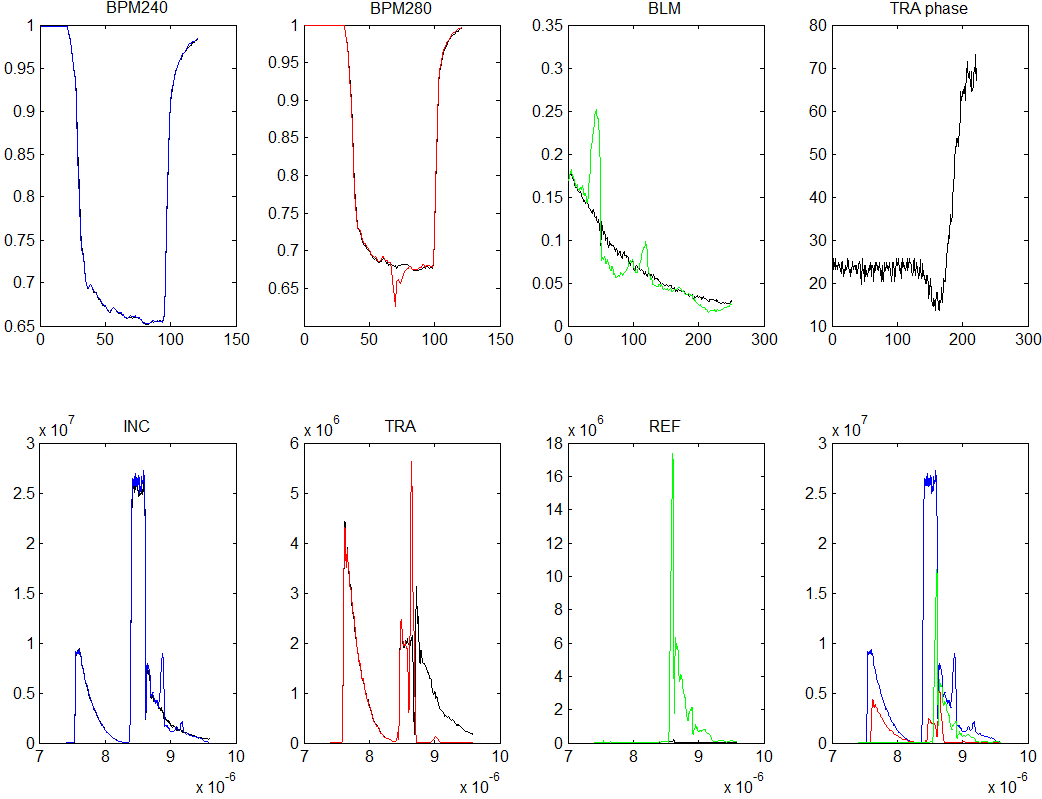 BPM240 BPM280 BLM TRA phase
1 1 0.35 80
0.95 0.95 0.3 70
0.9 0.9 0.25 60
0.85 0.85 0.2 50
0.8 0.8 0.15 40
0.75 0.75 0.1 30
0.7 0.7 0.05 20
0.65 0.65 0 10
0 50 100 150 0 50 100 150 0 100 200 300 0 100 200 300
x 10^7 INC x 10^6 TRA x 10^6 REF x 10^7
3 6 18 3
2.5 5 16 2.5
2 4 14 2
1.5 3 12 1.5
1 2 10 1
0.5 1 8 0.5
0 0 6 0
4
2
0
7 8 9 10 7 8 9 10 7 8 9 10 7 8 9 10
x 10^-6 x 10^-6 x 10^-6 x 10^-6